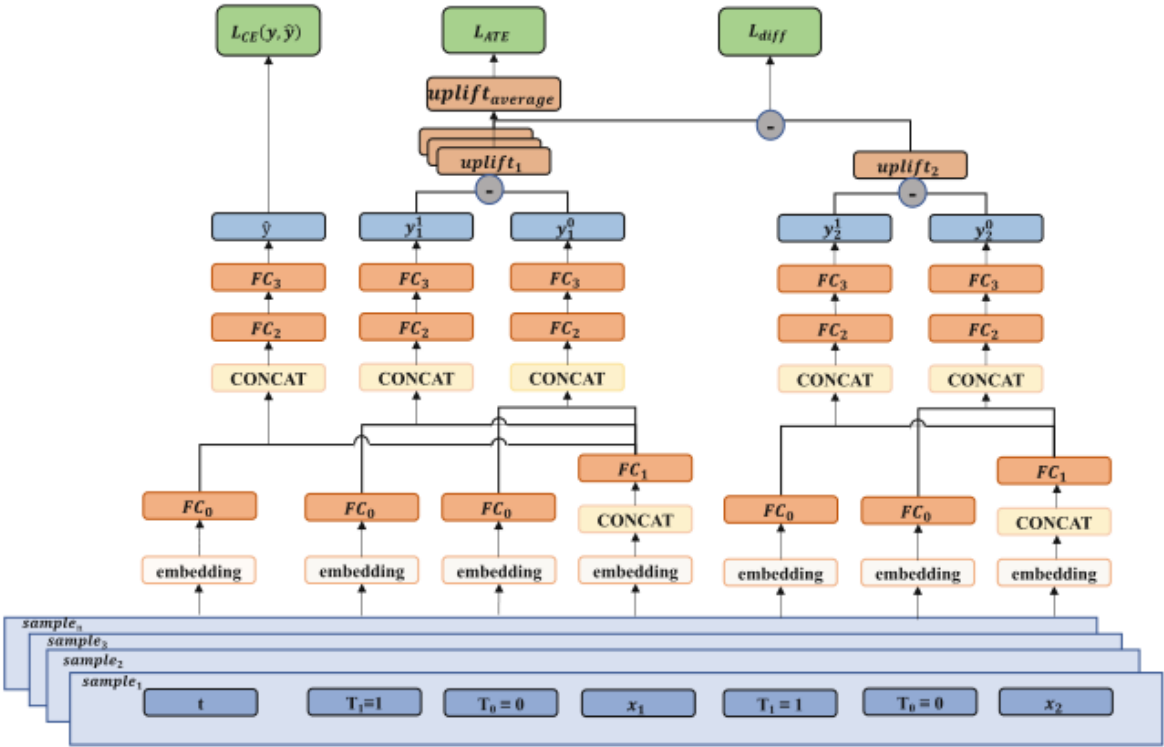 L_CE(y, ŷ) L_ATE L_diff
uplift_average
-
uplift_1 uplift_2
- -
ŷ y_1^1 y_1^0 y_2^1 y_2^0
FC_3 FC_3 FC_3 FC_3 FC_3
FC_2 FC_2 FC_2 FC_2 FC_2
CONCAT CONCAT CONCAT CONCAT CONCAT
FC_1 FC_1
FC_0 FC_0 FC_0 CONCAT FC_0 FC_0 CONCAT
embedding embedding embedding embedding embedding embedding embedding
sample_n
sample_3
sample_2
sample_1
t T_1=1 T_0 = 0 x_1 T_1 = 1 T_0 = 0 x_2